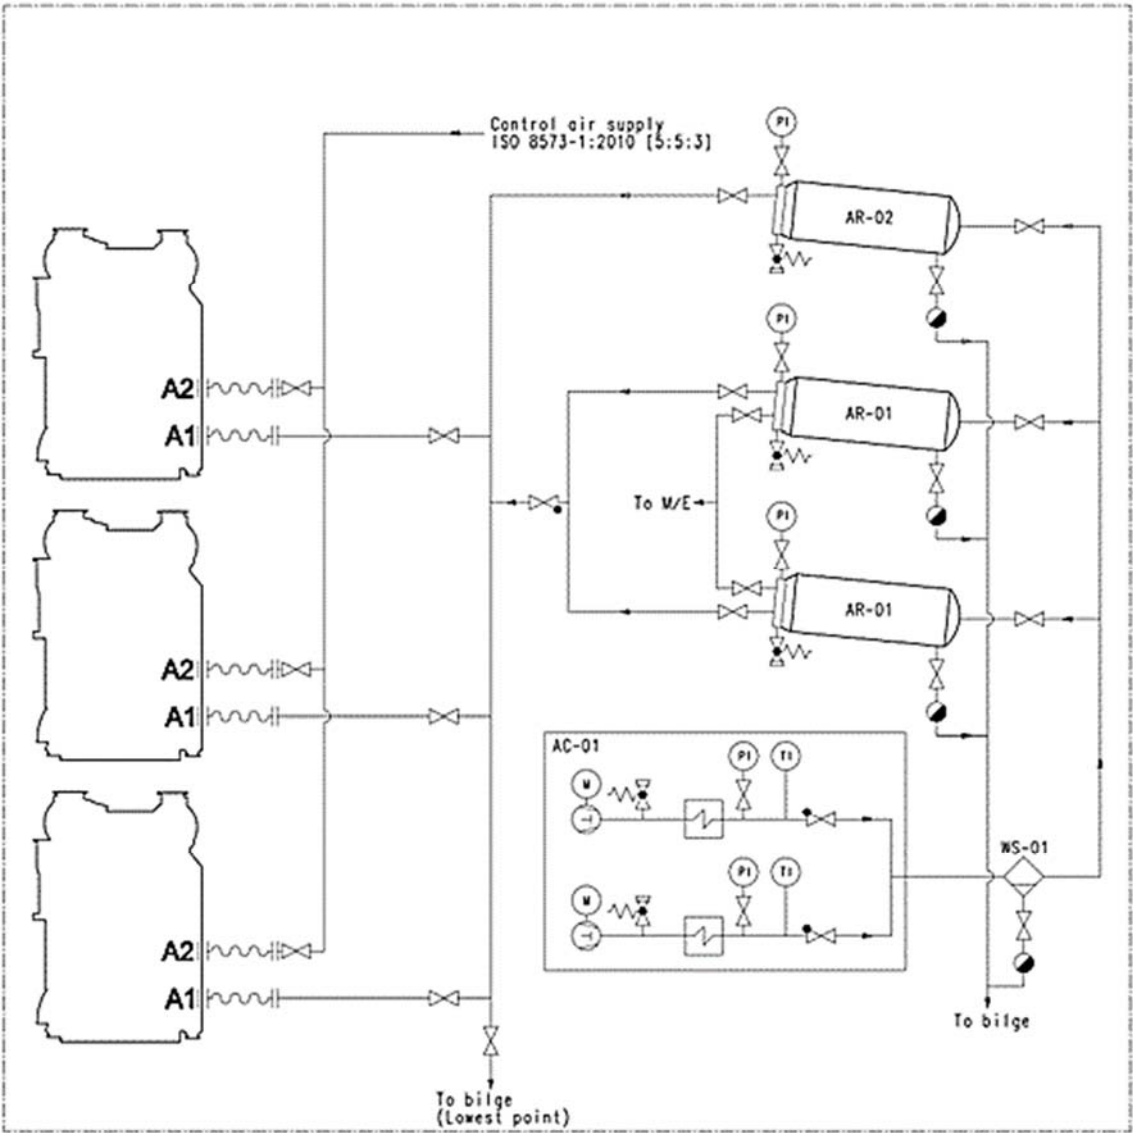 Control air supply
ISO 8573-1:2010 [5:5:3]
PI
AR-02
PI
A2
AR-01
A1
To M/E
PI
AR-01
A2
A1
AC-01
PI
TI
M
WS-01
PI
TI
M
A2
A1
To bilge
To bilge
(Lowest point)